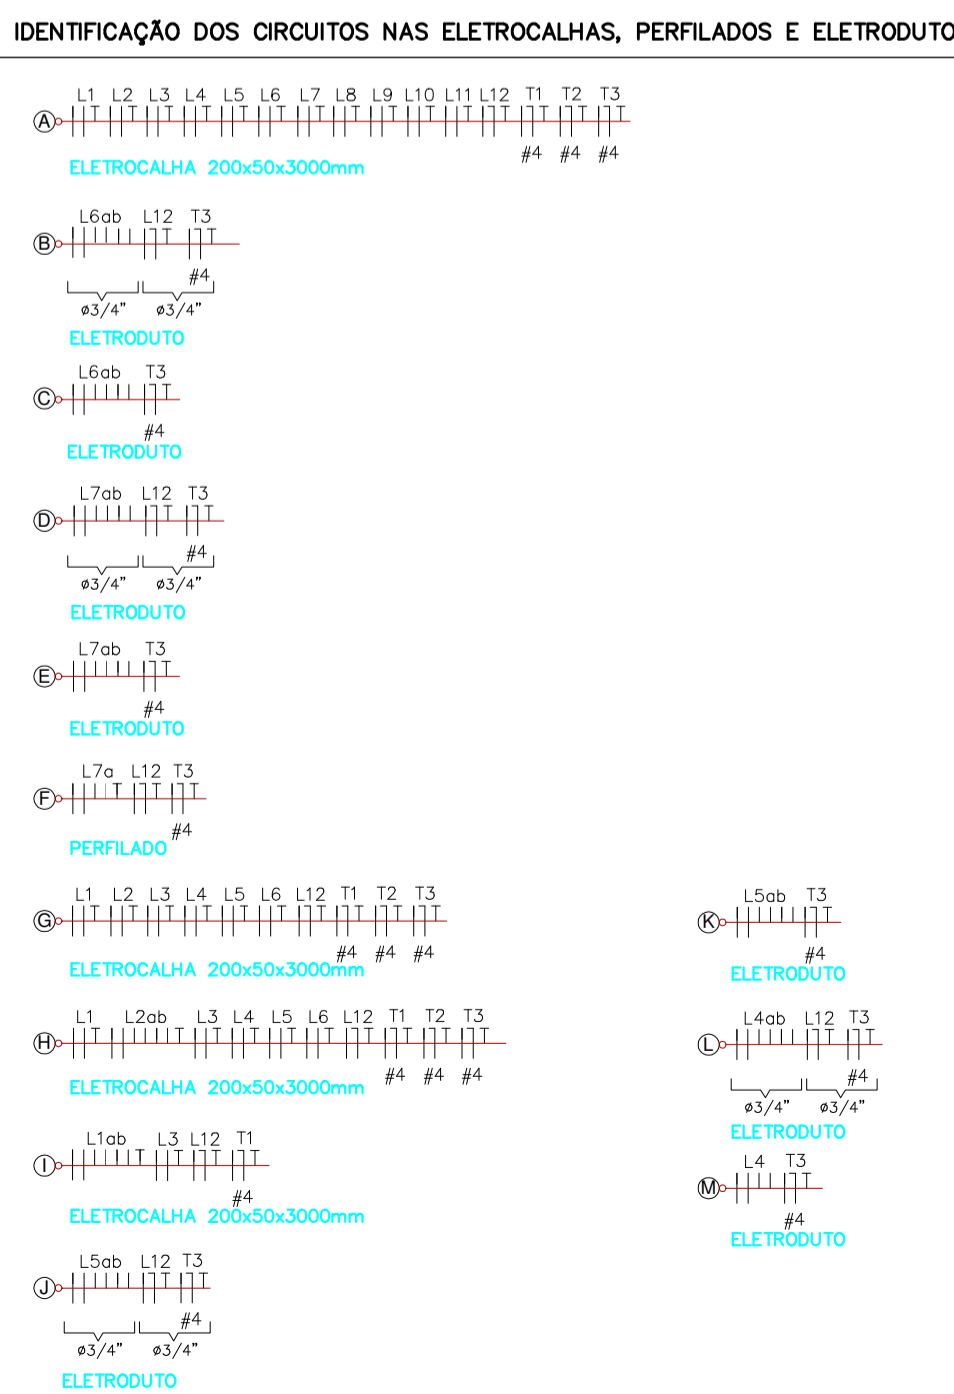 IDENTIFICAÇÃO DOS CIRCUITOS NAS ELETROCALHAS, PERFILADOS E ELETRODUTO
L1 L2 L3 L4 L5 L6 L7 L8 L9 L10 L11 L12 T1 T2 T3
A
#4 #4 #4
ELETROCALHA 200x50x3000mm
L6ab L12 T3
B
#4
ø3/4" ø3/4"
ELETRODUTO
L6ab T3
C
#4
ELETRODUTO
L7ab L12 T3
D
#4
ø3/4" ø3/4"
ELETRODUTO
L7ab T3
E
#4
ELETRODUTO
L7a L12 T3
F
#4
PERFILADO
L1 L2 L3 L4 L5 L6 L12 T1 T2 T3
G
#4 #4 #4
ELETROCALHA 200x50x3000mm
L1 L2ab L3 L4 L5 L6 L12 T1 T2 T3
H
#4 #4 #4
ELETROCALHA 200x50x3000mm
L1ab L3 L12 T1
I
#4
ELETROCALHA 200x50x3000mm
L5ab L12 T3
J
#4
ø3/4" ø3/4"
ELETRODUTO
L5ab T3
K
#4
ELETRODUTO
L4ab L12 T3
L
#4
ø3/4" ø3/4"
ELETRODUTO
L4 T3
M
#4
ELETRODUTO